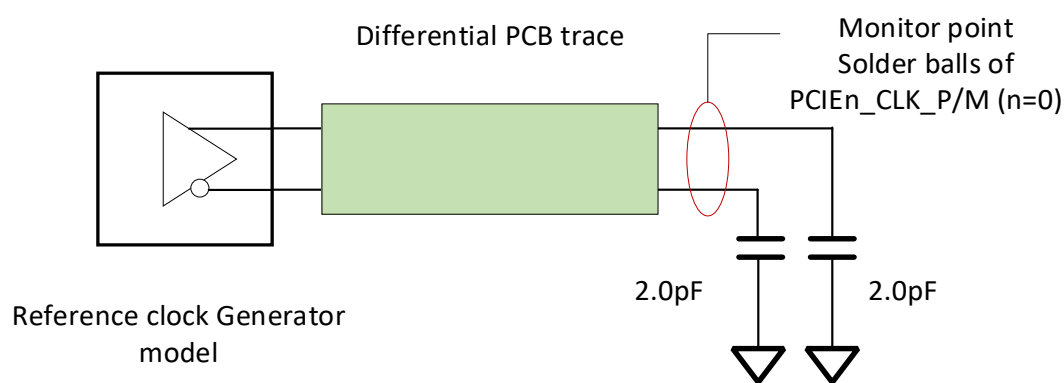 Differential PCB trace
Monitor point
Solder balls of
PCIEn_CLK_P/M (n=0)
2.0pF
2.0pF
Reference clock Generator
model